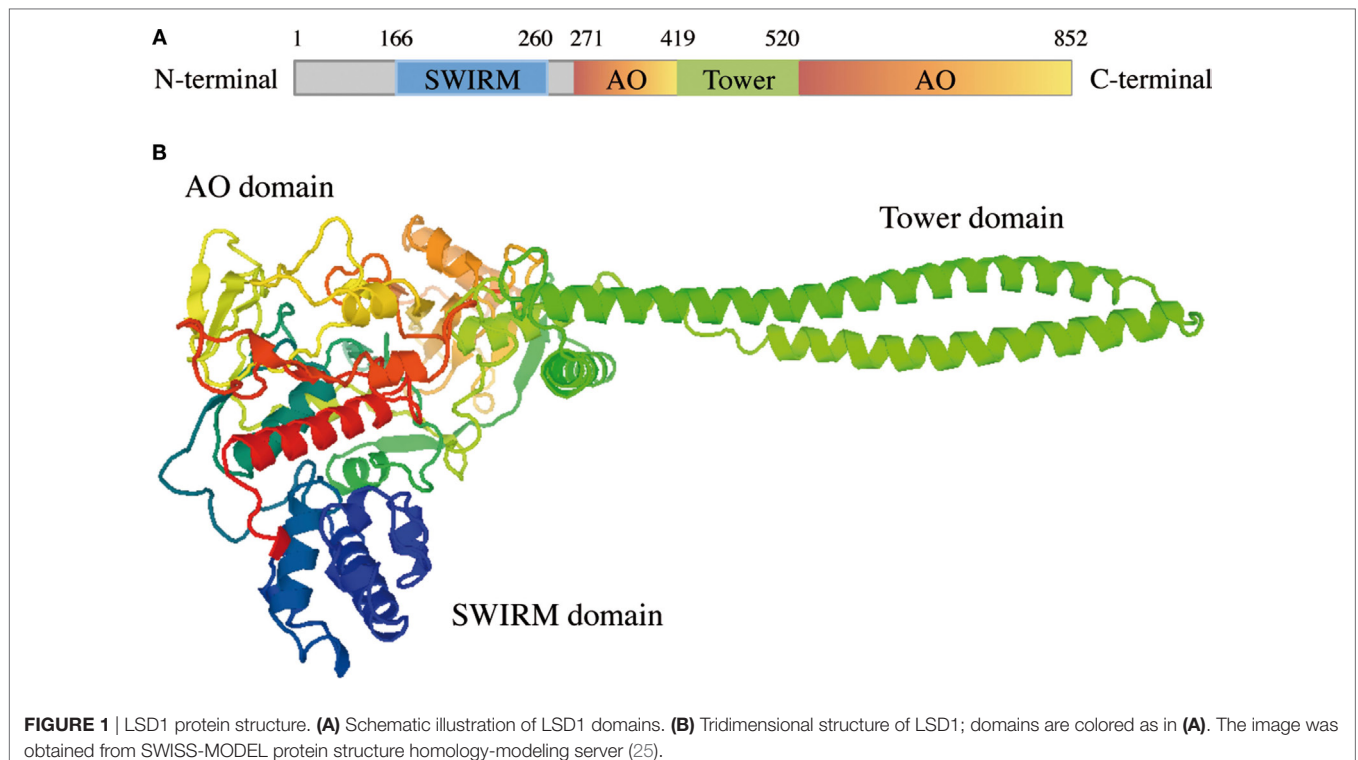 A
1 166 260 271 419 520 852
N-terminal SWIRM AO Tower AO C-terminal
B
AO domain
Tower domain
SWIRM domain
FIGURE 1 | LSD1 protein structure. (A) Schematic illustration of LSD1 domains. (B) Tridimensional structure of LSD1; domains are colored as in (A). The image was
obtained from SWISS-MODEL protein structure homology-modeling server (25).